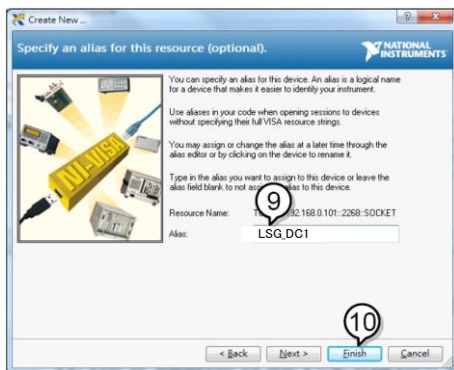 Create New ...
Specify an alias for this resource (optional).
NATIONAL
INSTRUMENTS
You can specify an alias for this device. An alias is a logical name
for a device that makes it easier to identify your instrument.
Use aliases in your code when opening sessions to devices
without specifying their full VISA resource strings.
You may assign or change the alias at a later time through the
alias editor or by clicking on the device to rename it.
Type in the alias you want to assign to this device or leave the
alias field blank to not alias to this device.
9
Resource Name: 92.168.0.101::2268::SOCKET
Alias: LSG_DC1
NI-VISA
10
< Back Next > Finish Cancel